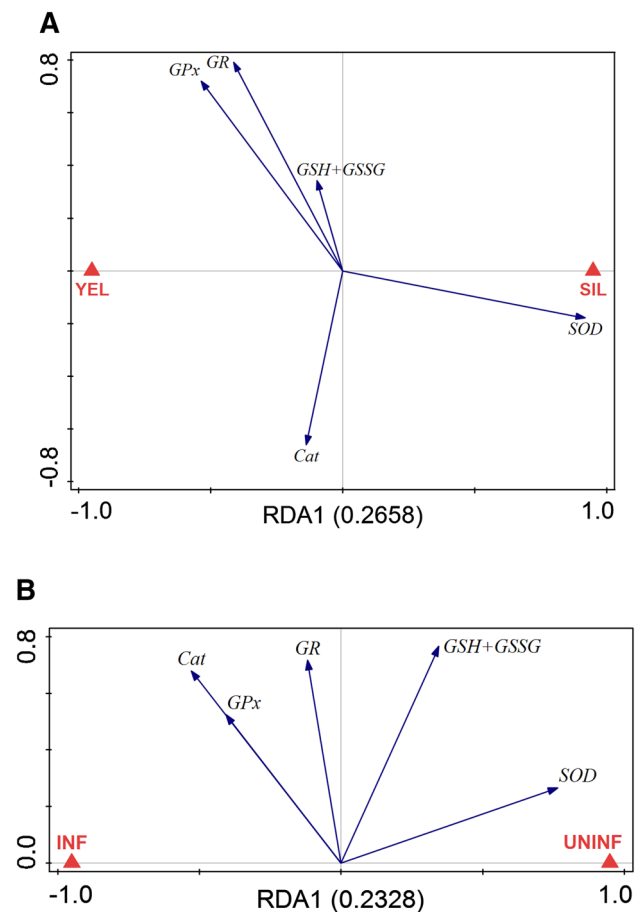 A
0.8
GPx
GR
GSH+GSSG
YEL
SIL
SOD
Cat
-0.8
-1.0
RDA1 (0.2658)
1.0
B
0.8
Cat
GPx
GR
GSH+GSSG
SOD
INF
UNINF
0.0
-1.0
RDA1 (0.2328)
1.0